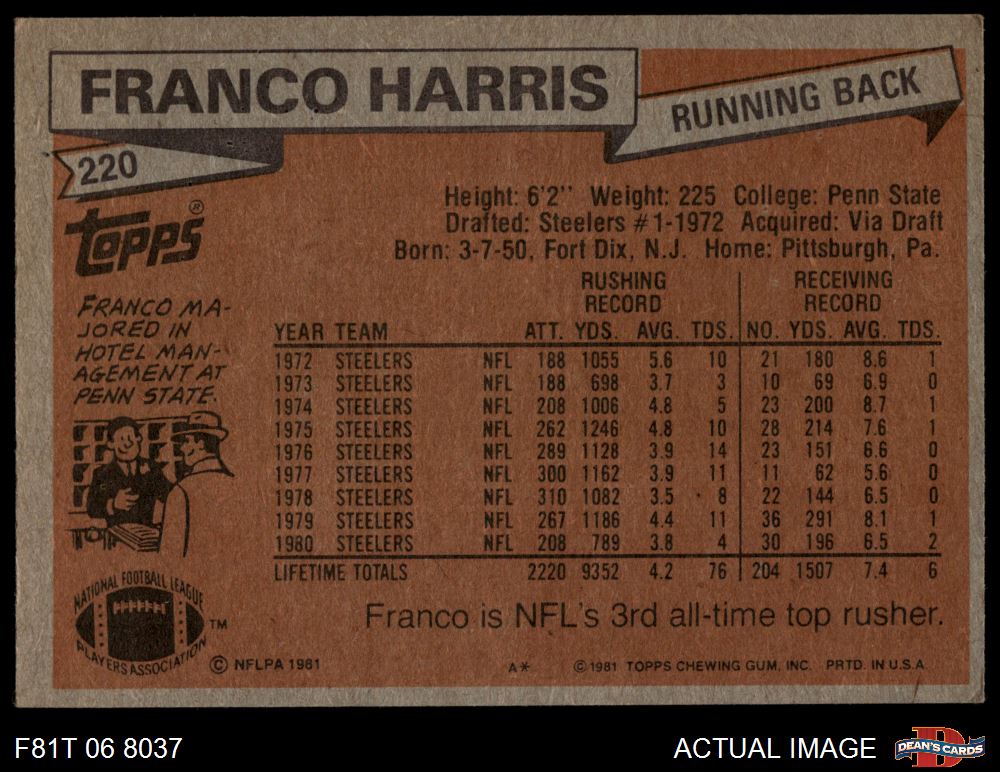 FRANCO HARRIS
RUNNING BACK
220
Topps®
Height: 6'2" Weight: 225 College: Penn State
Drafted: Steelers #1-1972 Acquired: Via Draft
Born: 3-7-50, Fort Dix, N.J. Home: Pittsburgh, Pa.
FRANCO MA-
JORED IN
HOTEL MAN-
AGEMENT AT
PENN STATE.
RUSHING RECEIVING
RECORD RECORD
YEAR TEAM ATT. YDS. AVG. TDS. NO. YDS. AVG. TDS.
1972 STEELERS NFL 188 1055 5.6 10 21 180 8.6 1
1973 STEELERS NFL 188 698 3.7 3 10 69 6.9 0
1974 STEELERS NFL 208 1006 4.8 5 23 200 8.7 1
1975 STEELERS NFL 262 1246 4.8 10 28 214 7.6 1
1976 STEELERS NFL 289 1128 3.9 14 23 151 6.6 0
1977 STEELERS NFL 300 1162 3.9 11 11 62 5.6 0
1978 STEELERS NFL 310 1082 3.5 8 22 144 6.5 0
1979 STEELERS NFL 267 1186 4.4 11 36 291 8.1 1
1980 STEELERS NFL 208 789 3.8 4 30 196 6.5 2
LIFETIME TOTALS 2220 9352 4.2 76 204 1507 7.4 6
Franco is NFL's 3rd all-time top rusher.
NATIONAL FOOTBALL LEAGUE
PLAYERS ASSOCIATION
TM
© NFLPA 1981 A* © 1981 TOPPS CHEWING GUM, INC. PRTD. IN U.S.A.
F81T 06 8037 ACTUAL IMAGE
D
DEAN'S CARDS